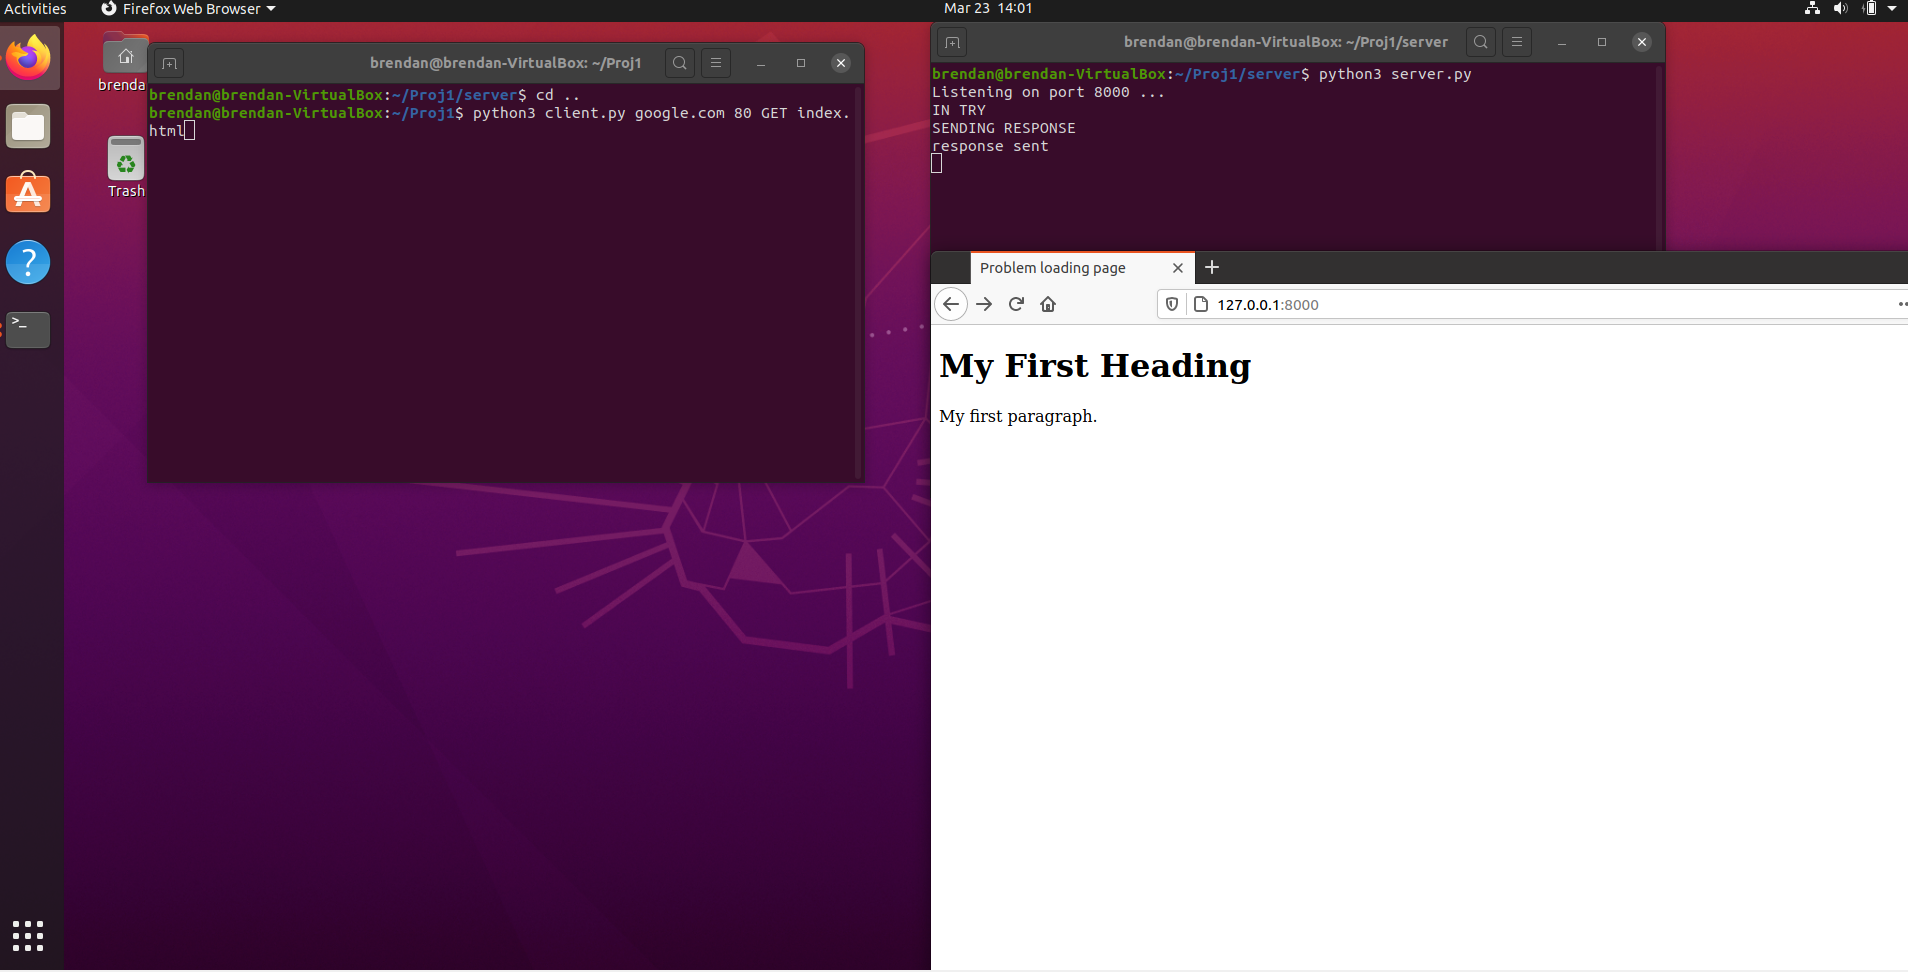 Activities
Firefox Web Browser
Mar 23 14:01
brendan
Trash
brendan@brendan-VirtualBox: ~/Proj1
brendan@brendan-VirtualBox:~/Proj1/server$ cd ..
brendan@brendan-VirtualBox:~/Proj1$ python3 client.py google.com 80 GET index.
html
brendan@brendan-VirtualBox: ~/Proj1/server
brendan@brendan-VirtualBox:~/Proj1/server$ python3 server.py
Listening on port 8000 ...
IN TRY
SENDING RESPONSE
response sent
Problem loading page
127.0.0.1:8000
My First Heading
My first paragraph.